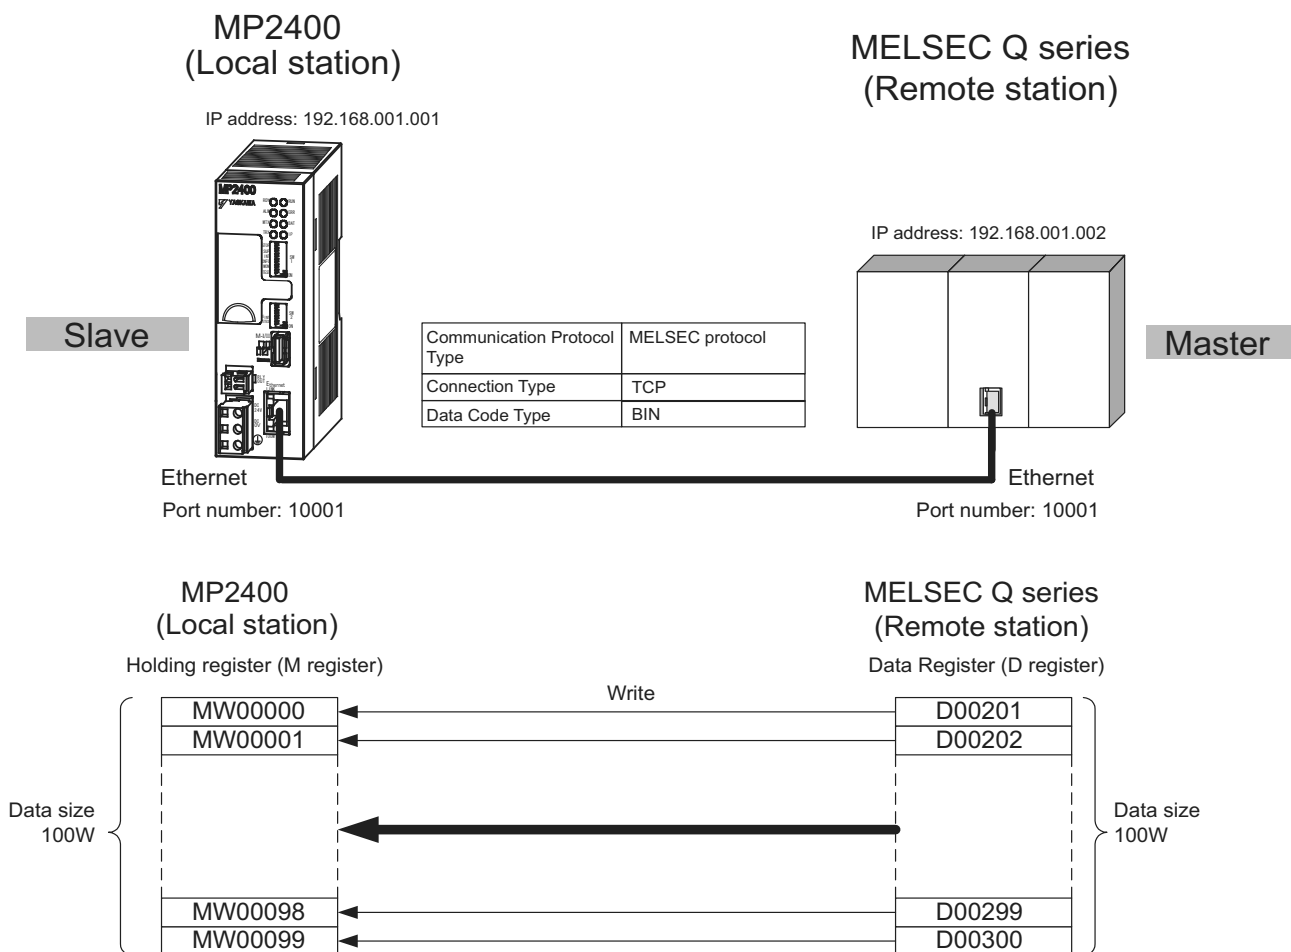 MP2400
(Local station)
MELSEC Q series
(Remote station)
IP address: 192.168.001.001
MP2400
YASKAWA
IP address: 192.168.001.002
Slave
Communication Protocol Type
MELSEC protocol
Connection Type
TCP
Data Code Type
BIN
Master
Ethernet
Ethernet
Ethernet
Port number: 10001
Port number: 10001
MP2400
(Local station)
MELSEC Q series
(Remote station)
Holding register (M register)
Data Register (D register)
Write
MW00000
D00201
MW00001
D00202
Data size
100W
Data size
100W
MW00098
D00299
MW00099
D00300